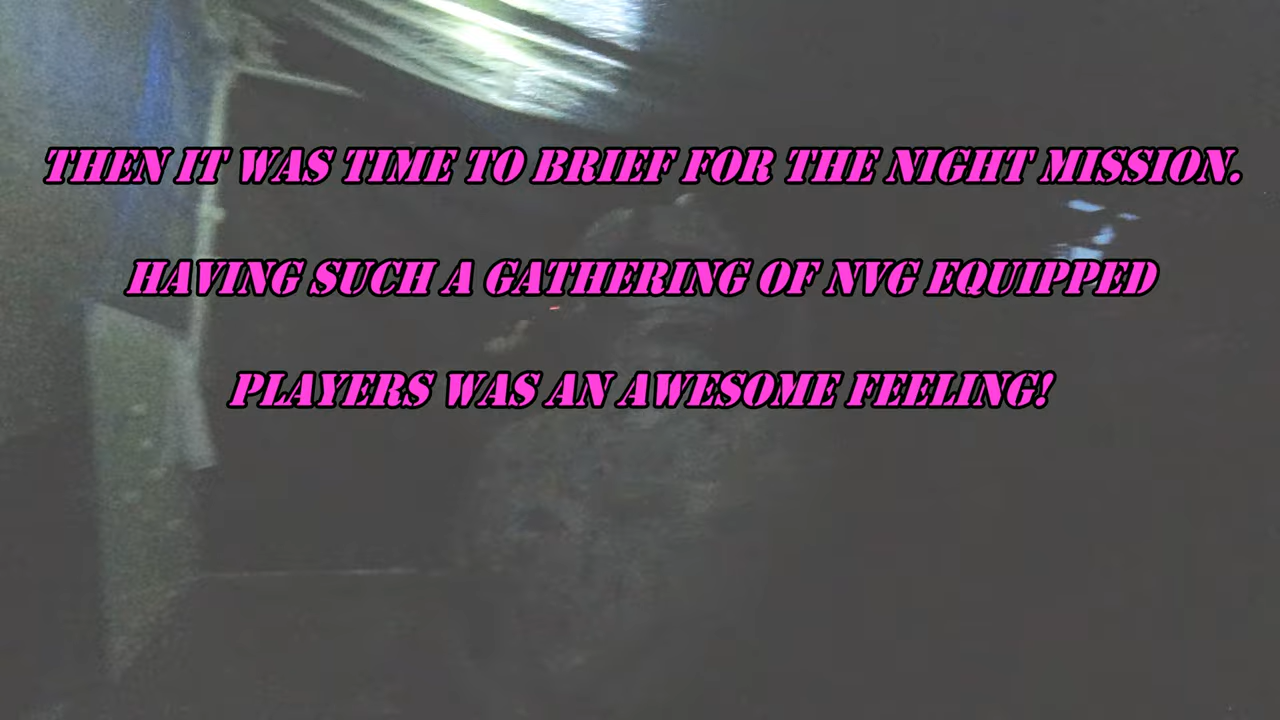 THEN IT WAS TIME TO BRIEF FOR THE NIGHT MISSION.
HAVING SUCH A GATHERING OF NVG EQUIPPED
PLAYERS WAS AN AWESOME FEELING!